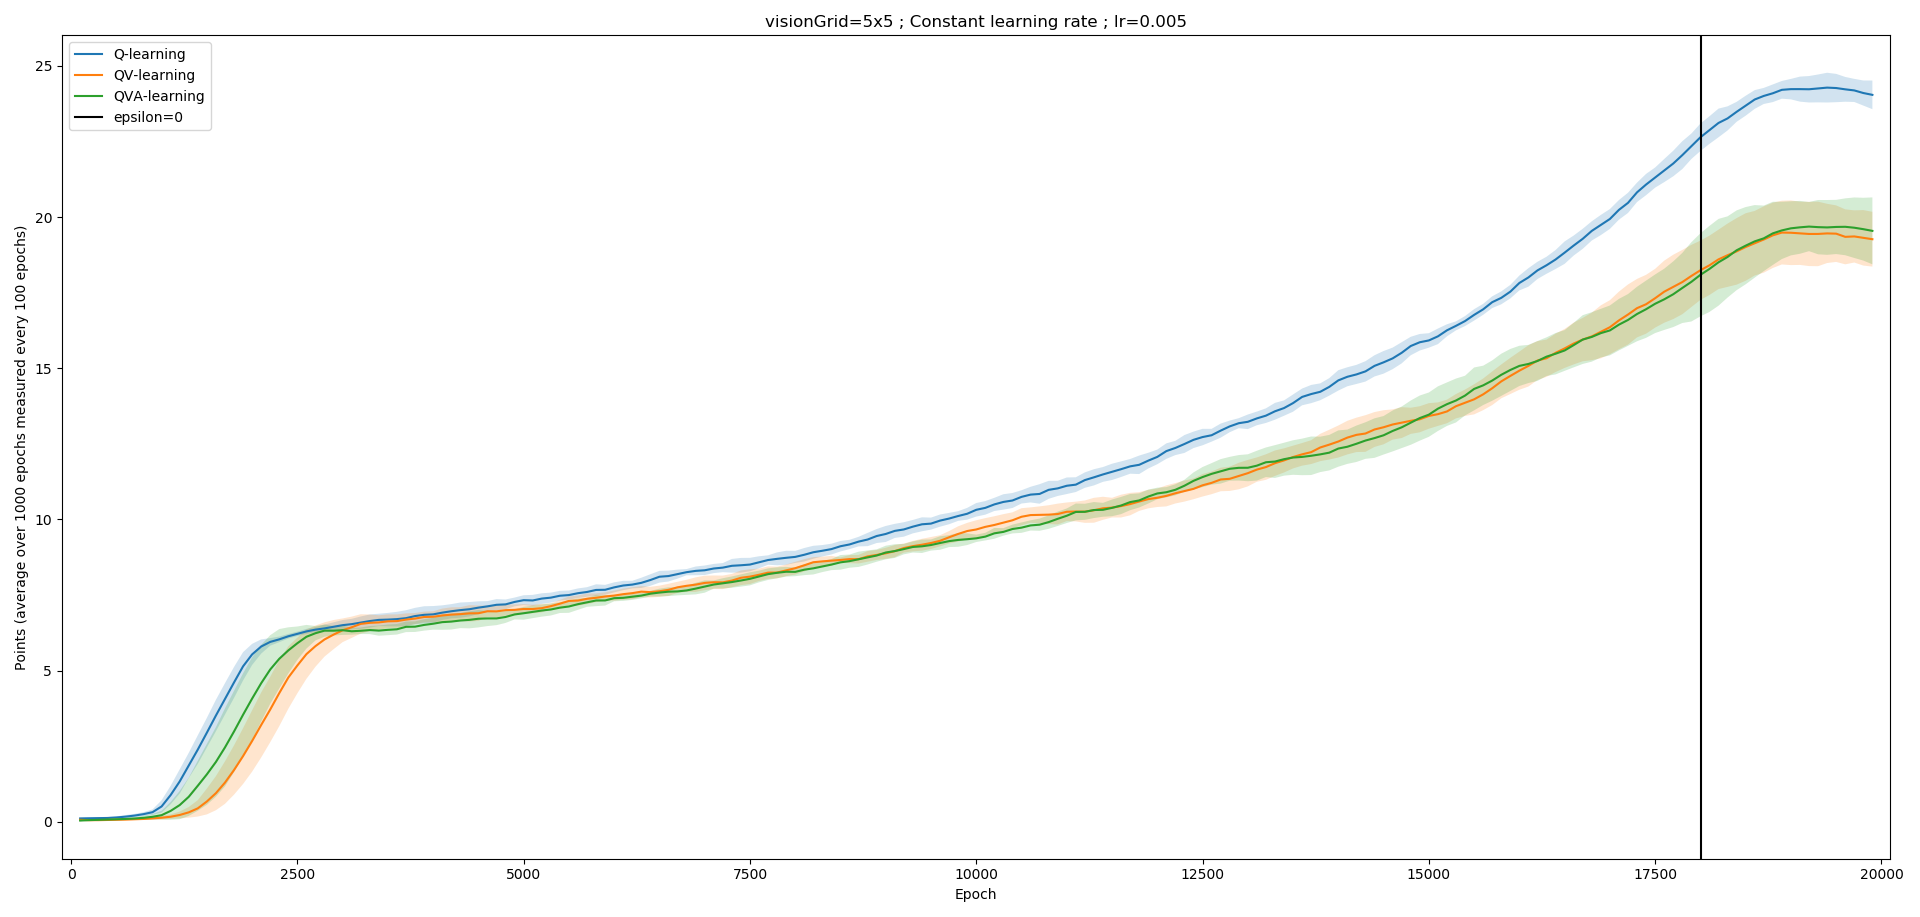 visionGrid=5x5 ; Constant learning rate ; lr=0.005
Q-learning
QV-learning
QVA-learning
epsilon=0
Points (average over 1000 epochs measured every 100 epochs)
25
20
15
10
5
0
0 2500 5000 7500 10000 12500 15000 17500 20000
Epoch